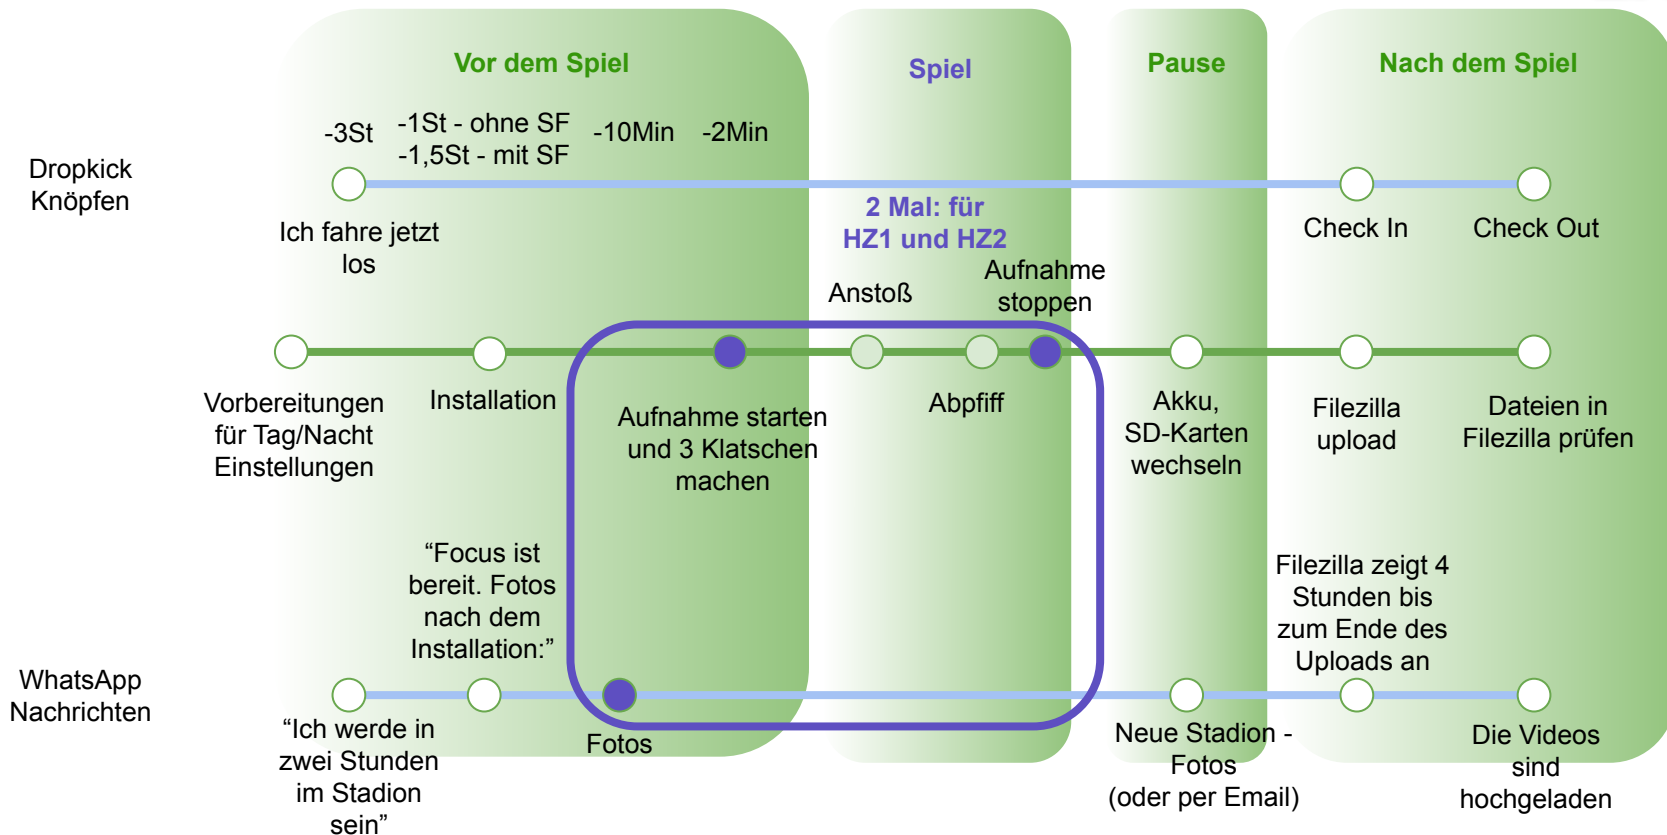 Vor dem Spiel
Spiel
Pause
Nach dem Spiel
-3St
-1St - ohne SF
-1,5St - mit SF
-10Min
-2Min
Dropkick
Knöpfen
Ich fahre jetzt
los
2 Mal: für
HZ1 und HZ2
Check In
Check Out
Anstoß
Aufnahme
stoppen
Vorbereitungen
für Tag/Nacht
Einstellungen
Installation
Aufnahme starten
und 3 Klatschen
machen
Abpfiff
Akku,
SD-Karten
wechseln
Filezilla
upload
Dateien in
Filezilla prüfen
“Focus ist
bereit. Fotos
nach dem
Installation:”
Filezilla zeigt 4
Stunden bis
zum Ende des
Uploads an
WhatsApp
Nachrichten
“Ich werde in
zwei Stunden
im Stadion
sein”
Fotos
Neue Stadion -
Fotos
(oder per Email)
Die Videos
sind
hochgeladen